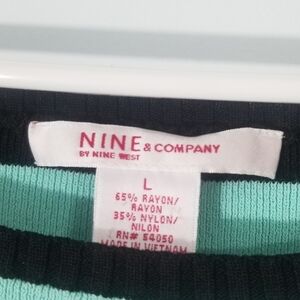 NINE & COMPANY
BY NINE WEST
L
65% RAYON/
RAYON
35% NYLON/
NILON
RN# 54050
MADE IN VIETNAM